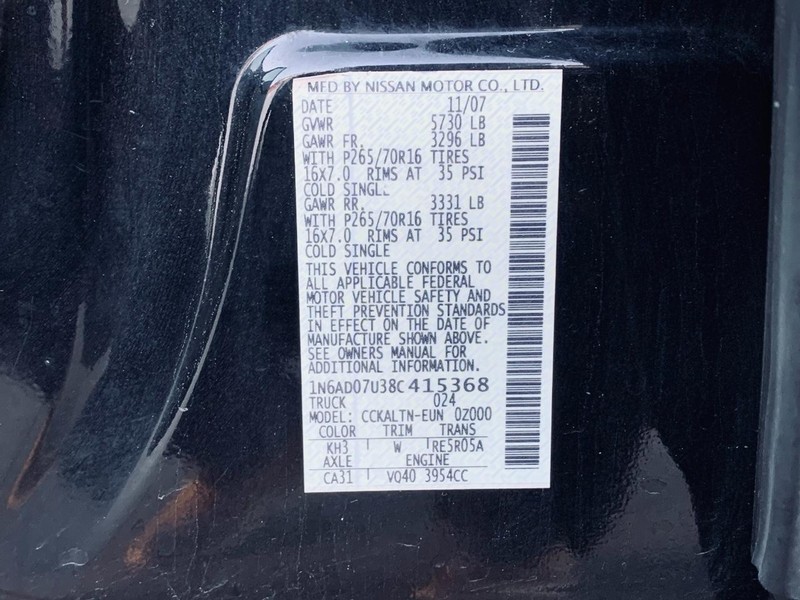 MFD BY NISSAN MOTOR CO., LTD.
DATE 11/07
GVWR 5730 LB
GAWR FR. 3296 LB
WITH P265/70R16 TIRES
16X7.0 RIMS AT 35 PSI
COLD SINGLE
GAWR RR. 3331 LB
WITH P265/70R16 TIRES
16X7.0 RIMS AT 35 PSI
COLD SINGLE
THIS VEHICLE CONFORMS TO
ALL APPLICABLE FEDERAL
MOTOR VEHICLE SAFETY AND
THEFT PREVENTION STANDARDS
IN EFFECT ON THE DATE OF
MANUFACTURE SHOWN ABOVE.
SEE OWNERS MANUAL FOR
ADDITIONAL INFORMATION.
1N6AD07U38C415368
TRUCK 024
MODEL: CCKALTN-EUN 0Z000
COLOR TRIM TRANS
KH3 W RE5R05A
AXLE ENGINE
CA31 VQ40 3954CC